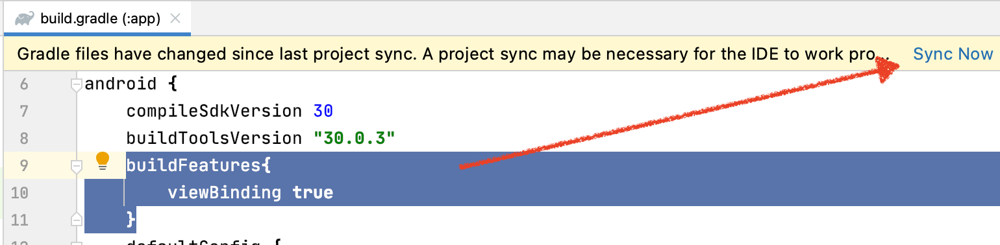 build.gradle (:app)
Gradle files have changed since last project sync. A project sync may be necessary for the IDE to work pro... Sync Now
6 android {
7 compileSdkVersion 30
8 buildToolsVersion "30.0.3"
9 buildFeatures{
10 viewBinding true
11 }
12 defaultConfig {